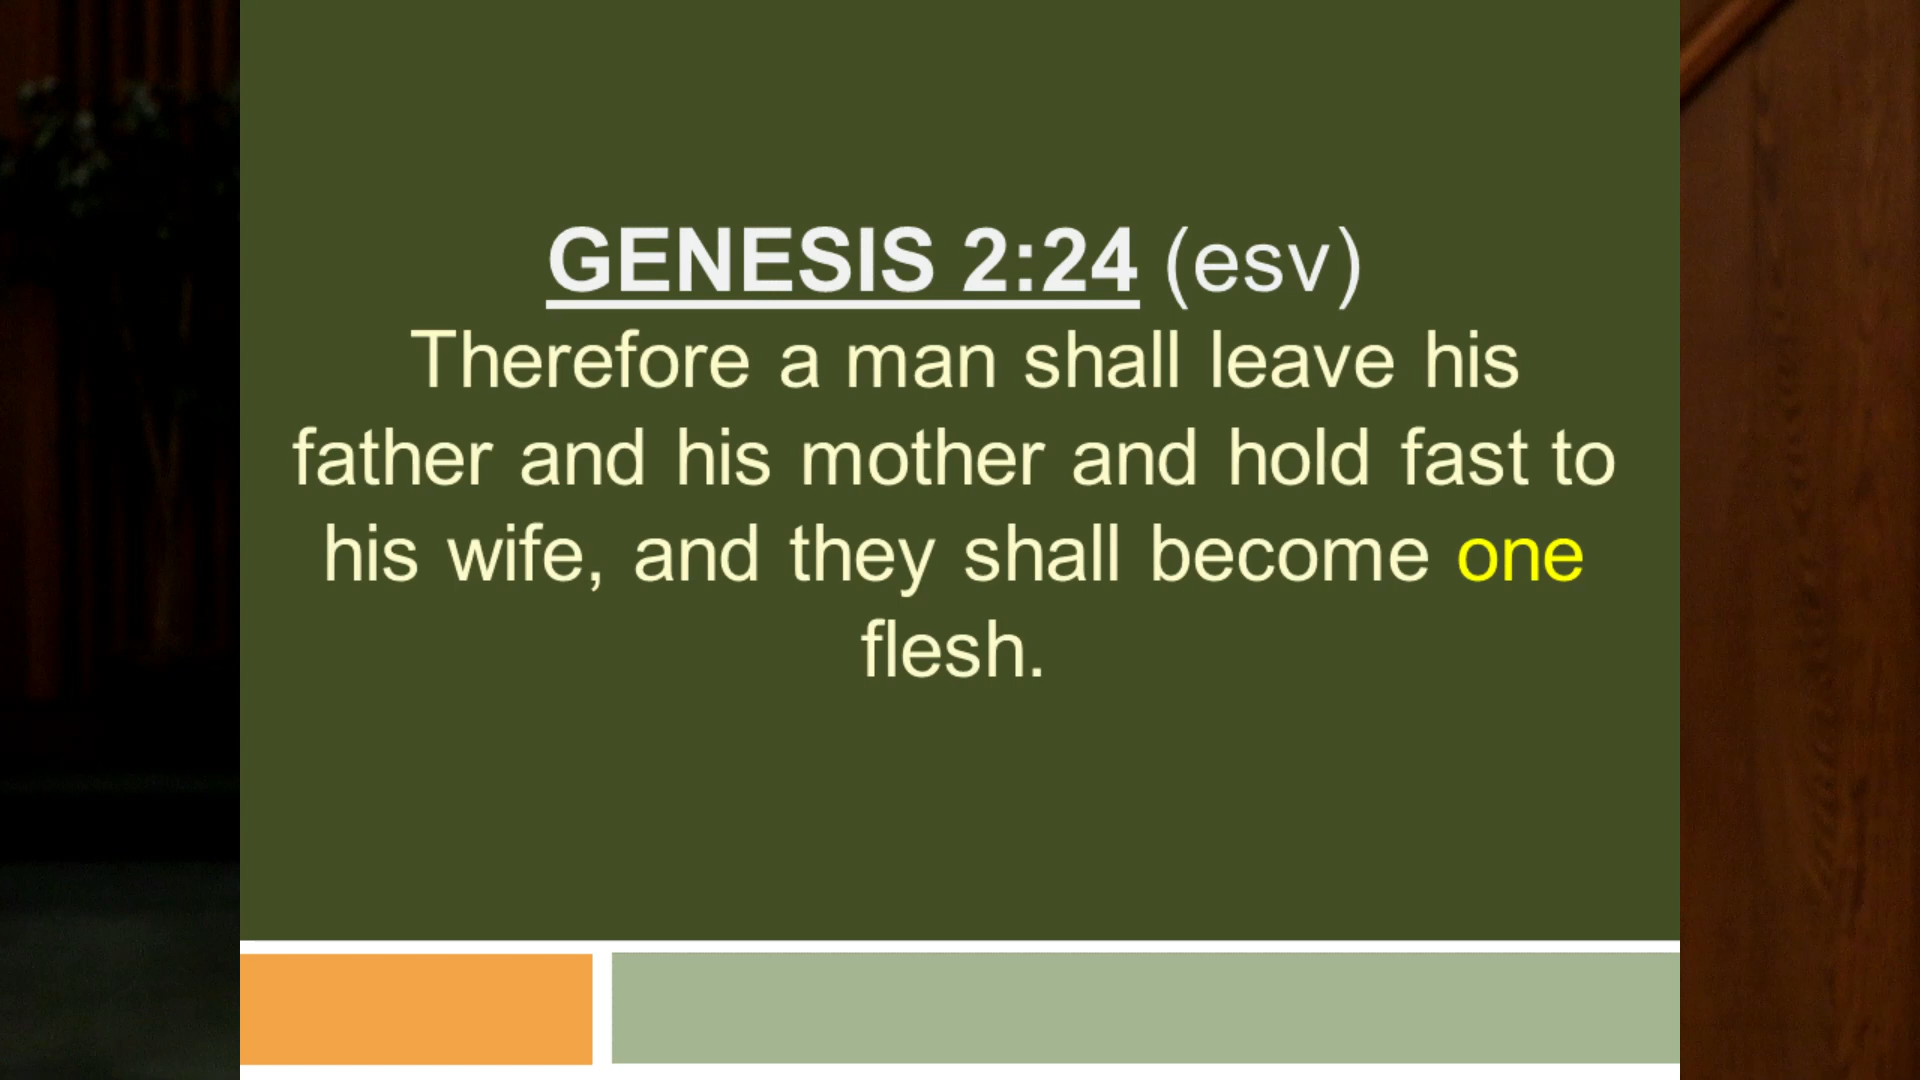 GENESIS 2:24 (esv)
Therefore a man shall leave his
father and his mother and hold fast to
his wife, and they shall become one
flesh.